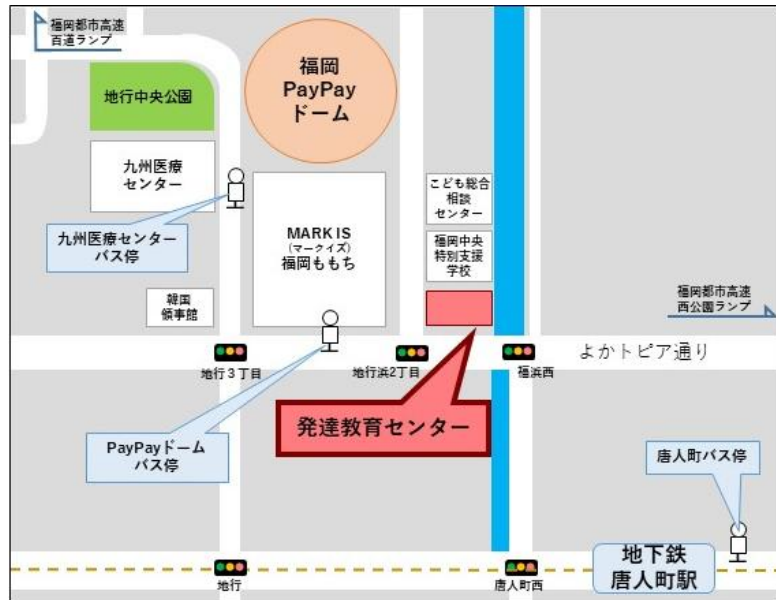 福岡都市高速
百道ランプ
福岡
PayPay
ドーム
地行中央公園
九州医療
センター
こども総合
相談
センター
MARK IS
(マークイズ)
福岡ももち
福岡中央
特別支援
学校
九州医療センター
バス停
韓国
領事館
福岡都市高速
西公園ランプ
よかトピア通り
地行3丁目
地行浜2丁目
福浜西
発達教育センター
PayPayドーム
バス停
唐人町バス停
地下鉄
唐人町駅
地行
唐人町西